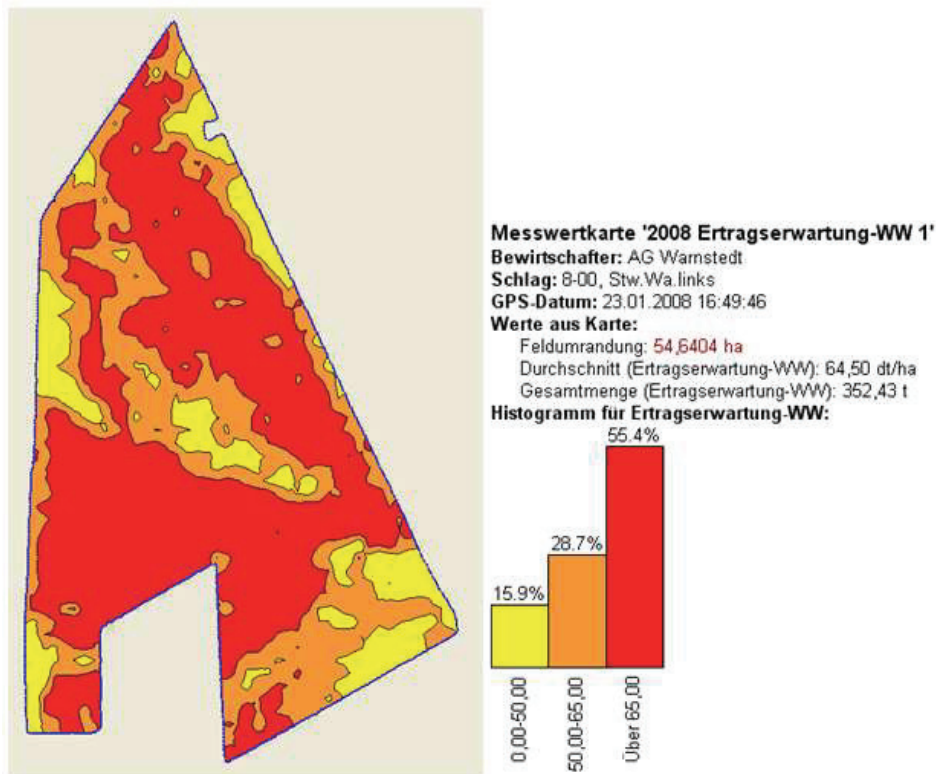 Messwertkarte '2008 Ertragserwartung-WW 1'
Bewirtschafter: AG Warnstedt
Schlag: 8-00, Stw.Wa.links
GPS-Datum: 23.01.2008 16:49:46
Werte aus Karte:
Feldumrandung: 54,6404 ha
Durchschnitt (Ertragserwartung-WW): 64,50 dt/ha
Gesamtmenge (Ertragserwartung-WW): 352,43 t
Histogramm für Ertragserwartung-WW:
55.4%
28.7%
15.9%
0,00-50,00
50,00-65,00
Über 65,00